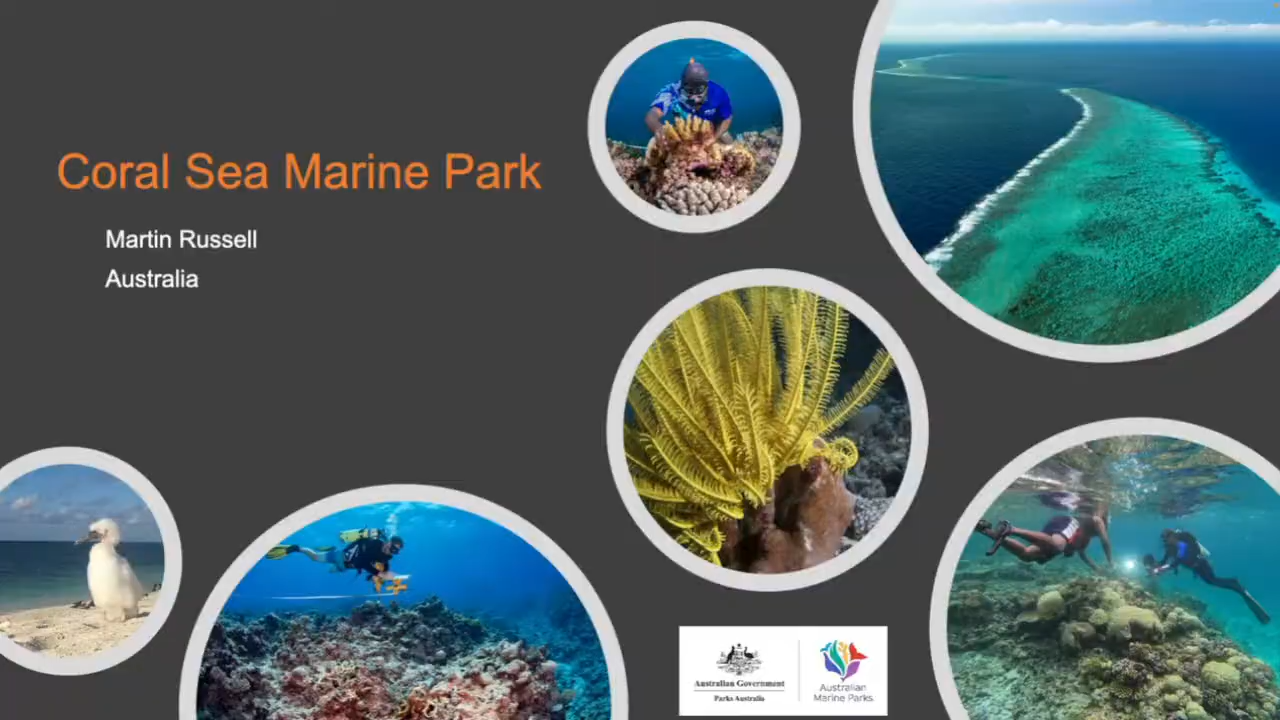 Coral Sea Marine Park
Martin Russell
Australia
Australian Government
Parks Australia
Australian
Marine Parks